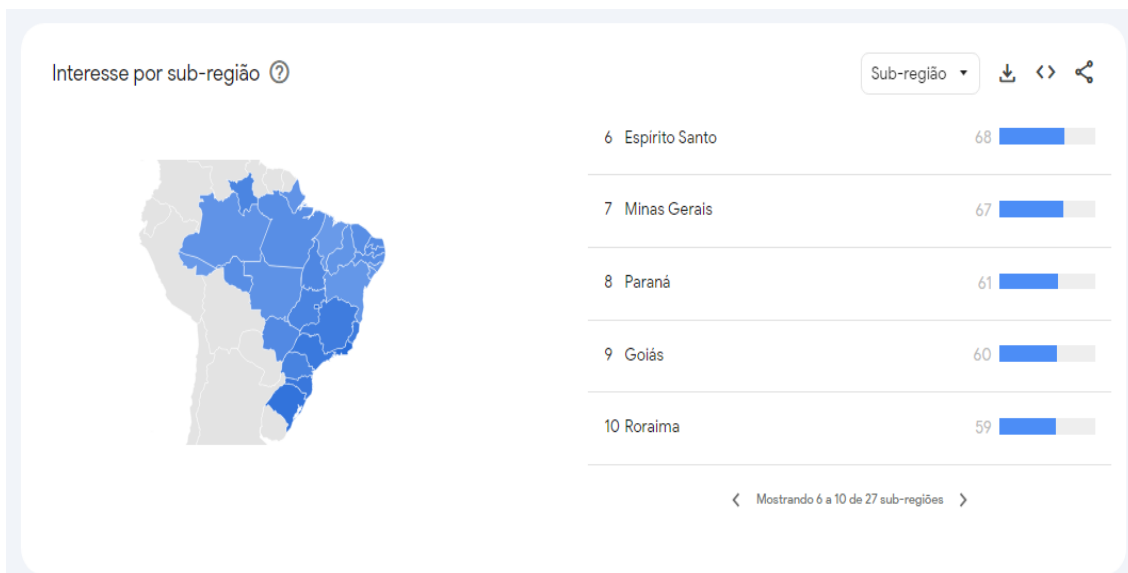 Interesse por sub-região ?
Sub-região
6 Espírito Santo 68
7 Minas Gerais 67
8 Paraná 61
9 Goiás 60
10 Roraima 59
Mostrando 6 a 10 de 27 sub-regiões